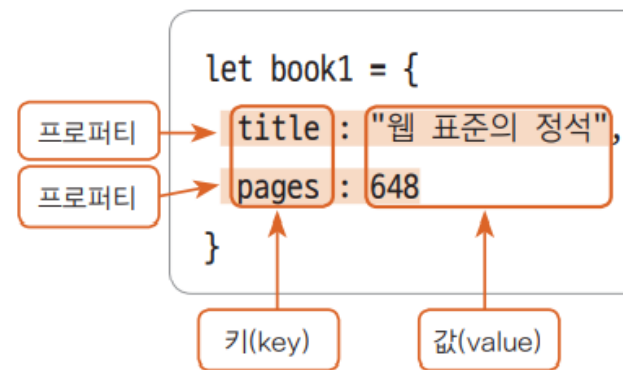 let book1 = {
프로퍼티 title : "웹 표준의 정석",
프로퍼티 pages : 648
}
키(key) 값(value)